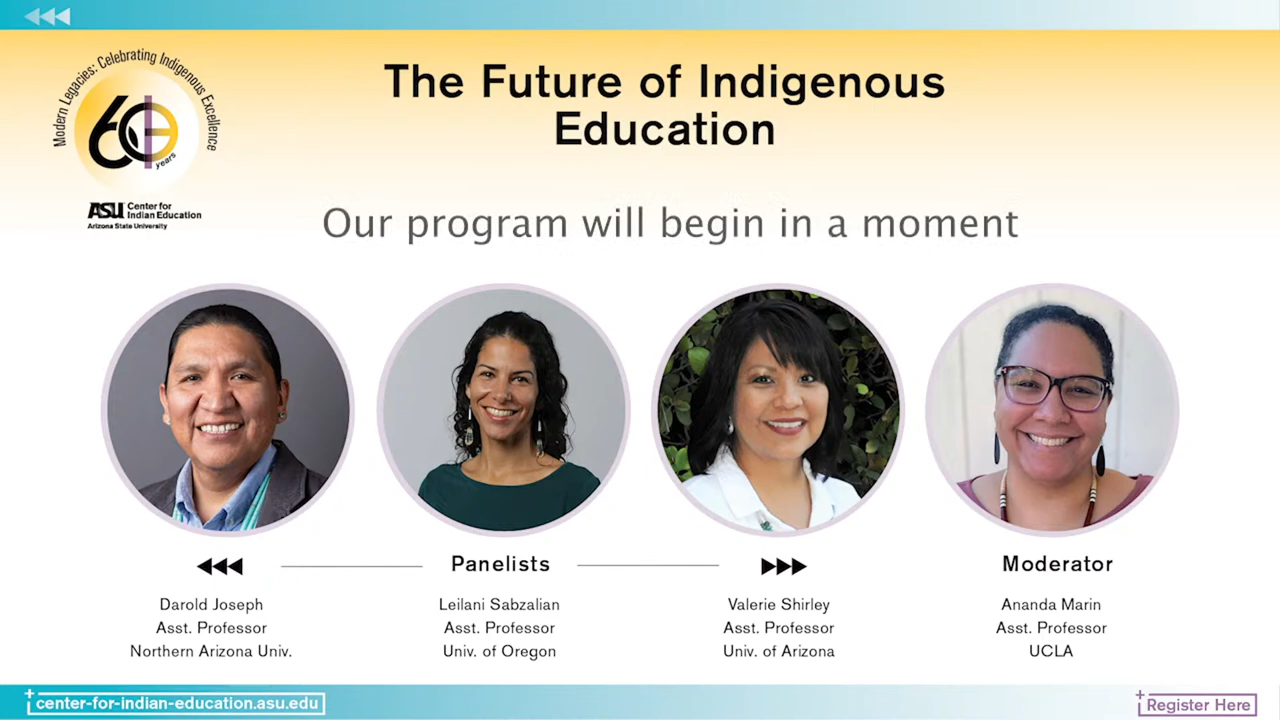 Modern Legacies: Celebrating Indigenous Excellence
60
years
ASU Center for
Indian Education
Arizona State University
The Future of Indigenous
Education
Our program will begin in a moment
Panelists
Moderator
Darold Joseph
Asst. Professor
Northern Arizona Univ.
Leilani Sabzalian
Asst. Professor
Univ. of Oregon
Valerie Shirley
Asst. Professor
Univ. of Arizona
Ananda Marin
Asst. Professor
UCLA
center-for-indian-education.asu.edu
Register Here